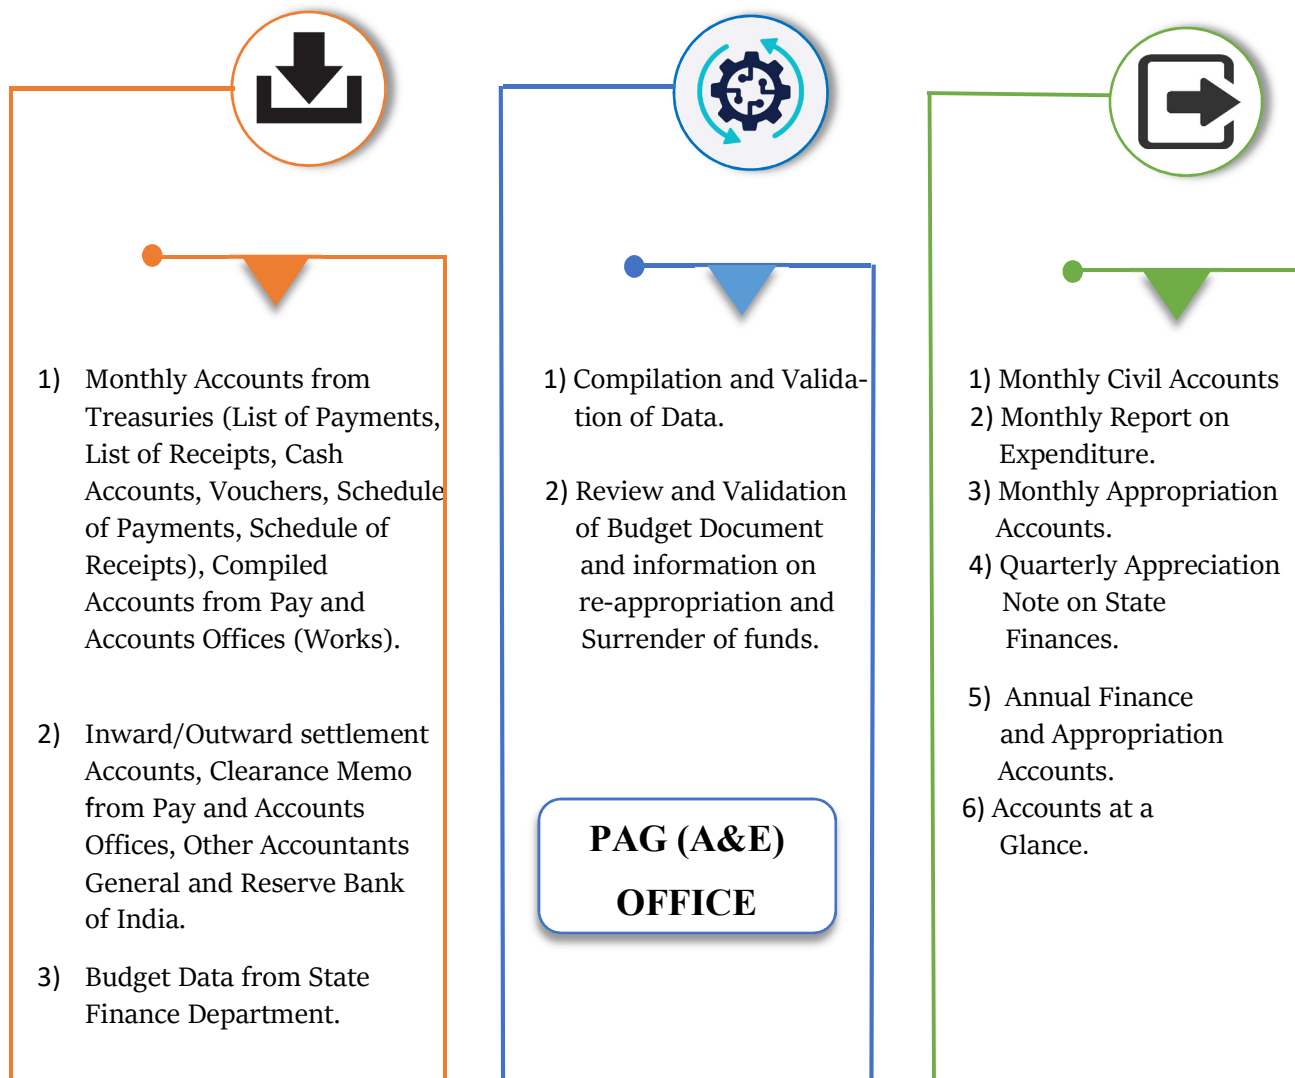 1) Monthly Accounts from
Treasuries (List of Payments,
List of Receipts, Cash
Accounts, Vouchers, Schedule
of Payments, Schedule of
Receipts), Compiled
Accounts from Pay and
Accounts Offices (Works).
2) Inward/Outward settlement
Accounts, Clearance Memo
from Pay and Accounts
Offices, Other Accountants
General and Reserve Bank
of India.
3) Budget Data from State
Finance Department.
1) Compilation and Valida-
tion of Data.
2) Review and Validation
of Budget Document
and information on
re-appropriation and
Surrender of funds.
PAG (A&E)
OFFICE
1) Monthly Civil Accounts
2) Monthly Report on
Expenditure.
3) Monthly Appropriation
Accounts.
4) Quarterly Appreciation
Note on State
Finances.
5) Annual Finance
and Appropriation
Accounts.
6) Accounts at a
Glance.